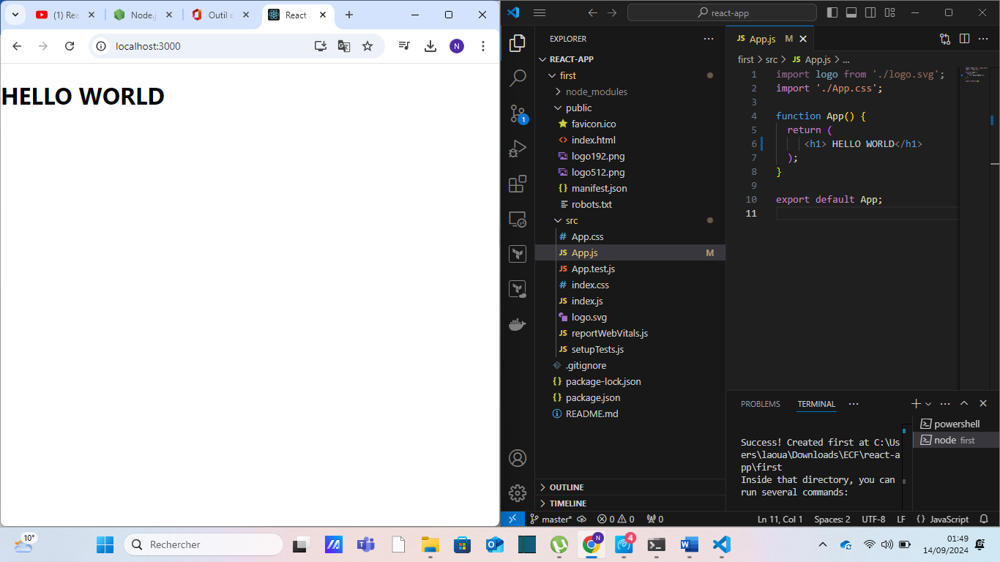 (1) Rea
Node.j
Outil c
React
localhost:3000
N
HELLO WORLD
react-app
EXPLORER
REACT-APP
first
node_modules
public
favicon.ico
index.html
logo192.png
logo512.png
manifest.json
robots.txt
src
App.css
App.js M
App.test.js
index.css
index.js
logo.svg
reportWebVitals.js
setupTests.js
.gitignore
package-lock.json
package.json
README.md
OUTLINE
TIMELINE
1
App.js M
first > src > App.js > ...
1 import logo from './logo.svg';
2 import './App.css';
3
4 function App() {
5 return (
6 <h1> HELLO WORLD</h1>
7 );
8 }
9
10 export default App;
11
PROBLEMS TERMINAL
Success! Created first at C:\Us
ers\laoua\Downloads\ECF\react-a
pp\first
Inside that directory, you can
run several commands:
powershell
node first
master* 0 0 0 Ln 11, Col 1 Spaces: 2 UTF-8 LF JavaScript
10°
Rechercher
N
4
01:49
14/09/2024